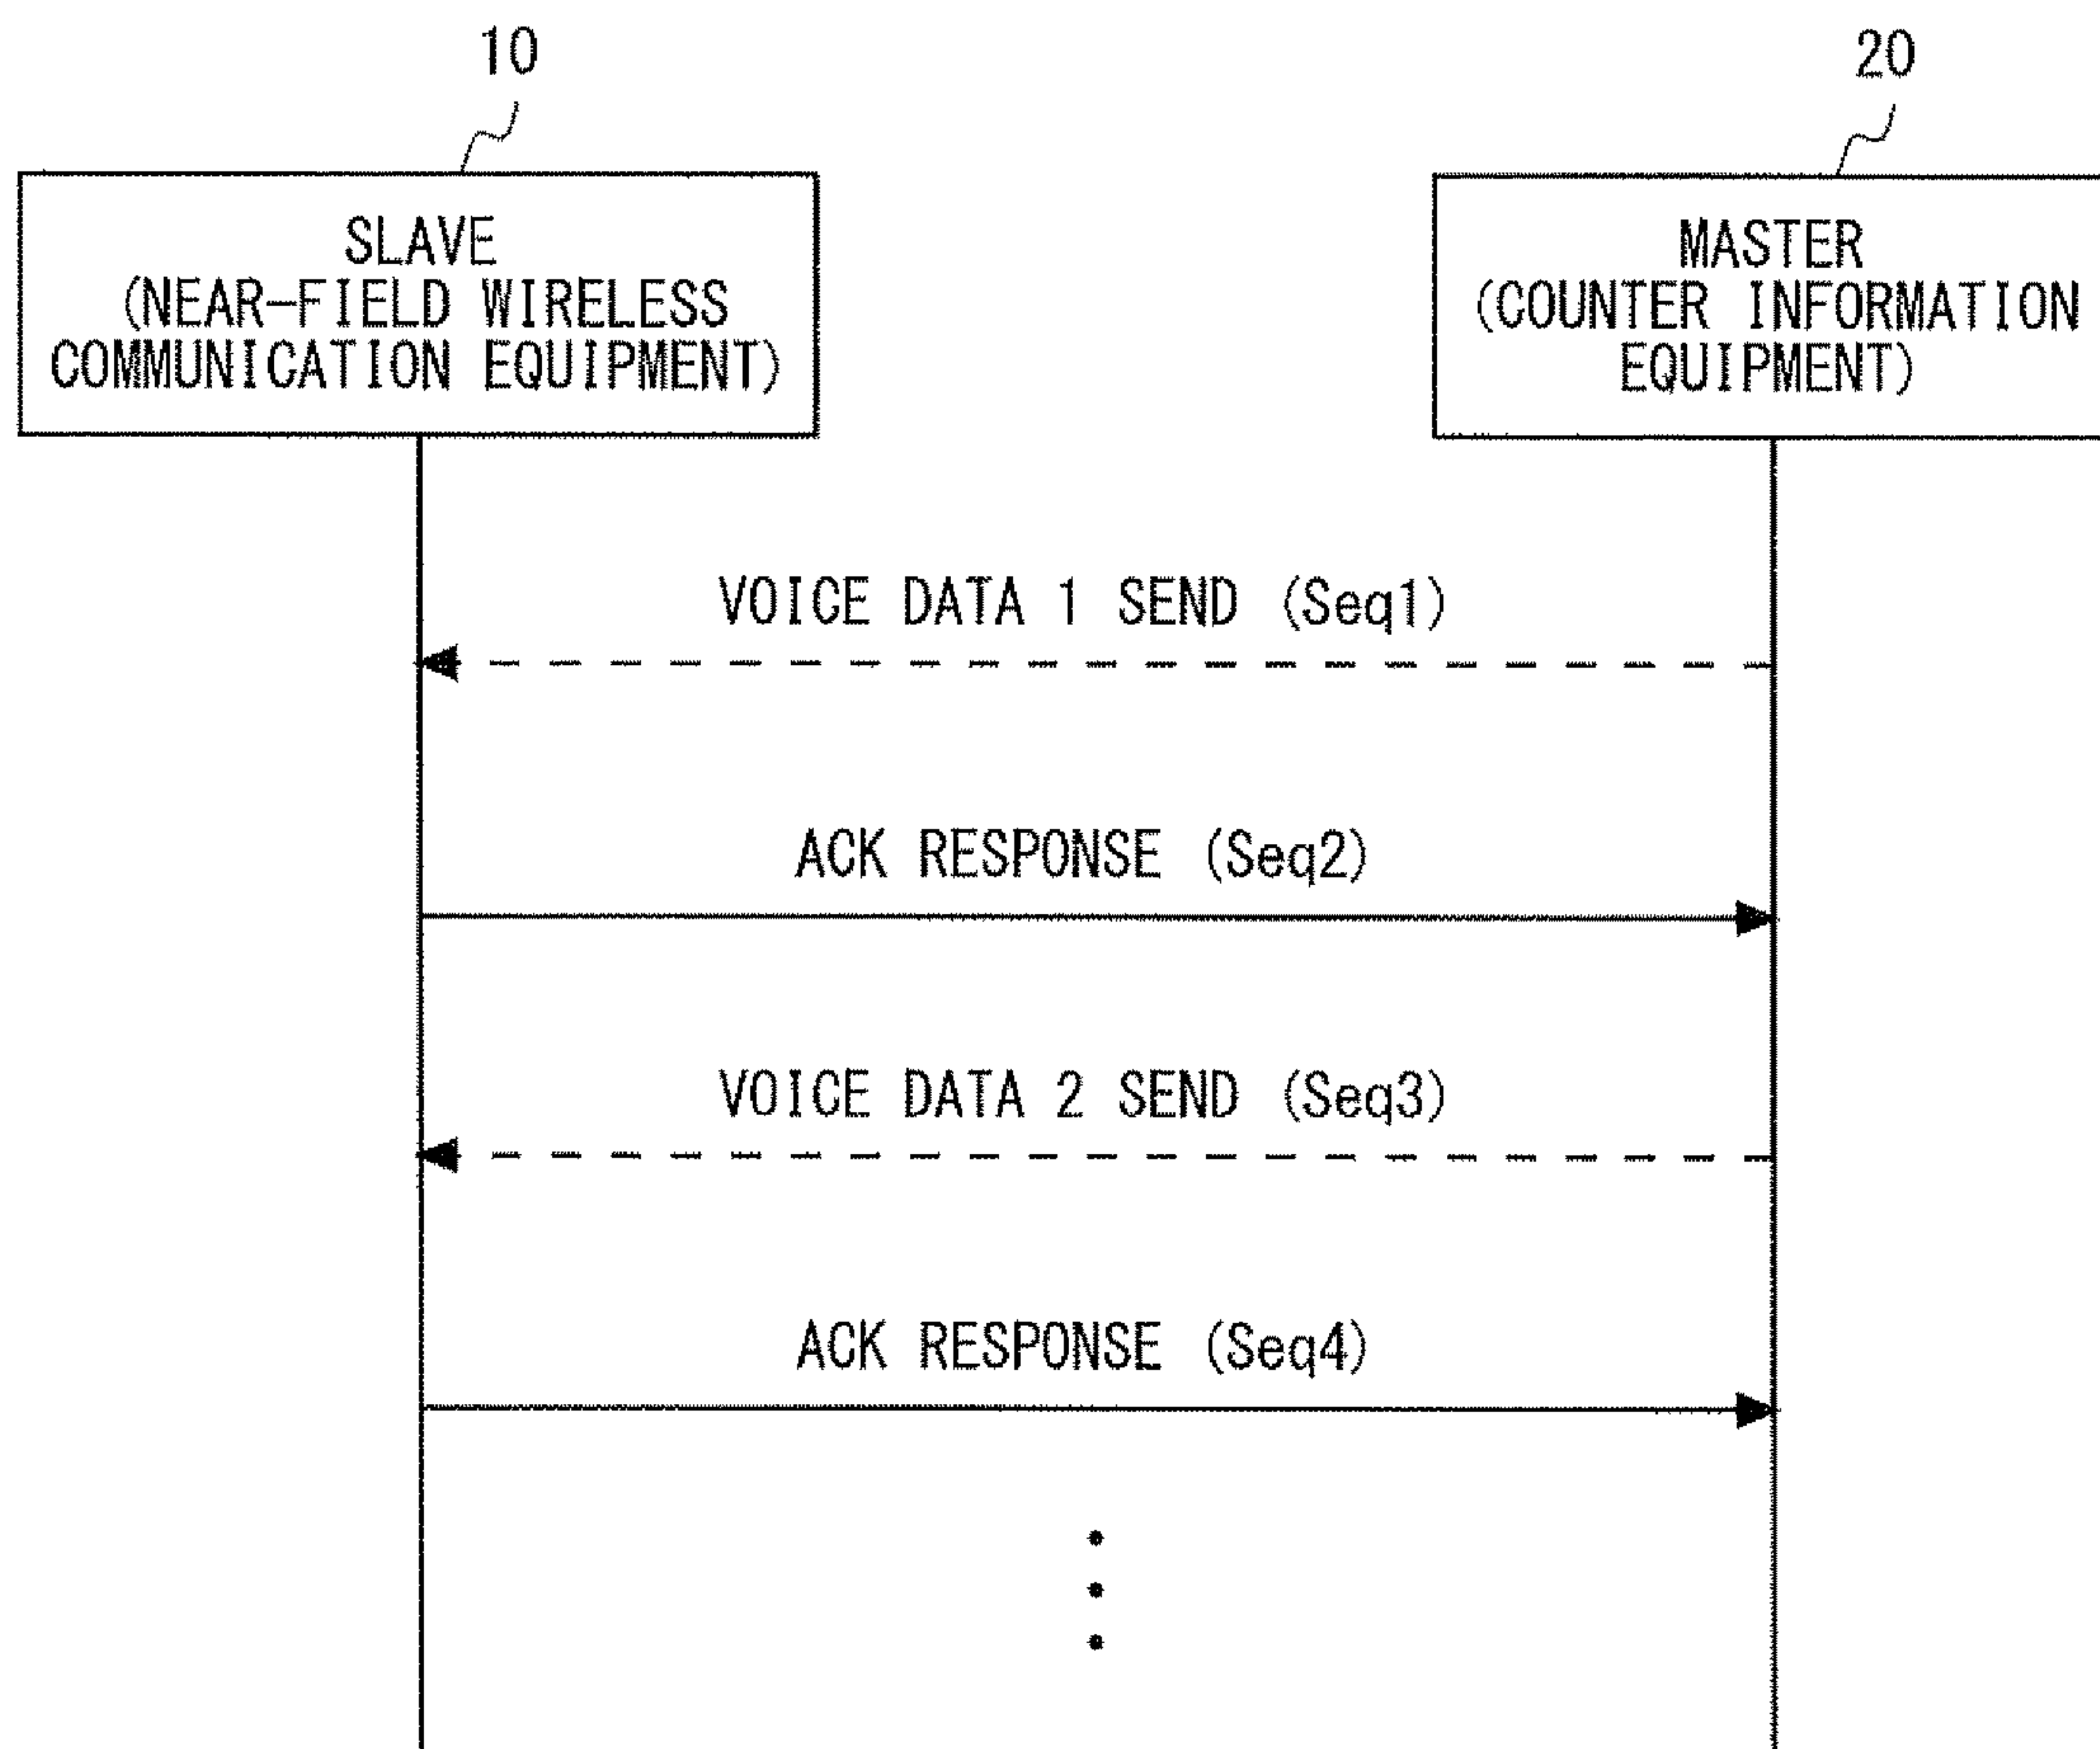 10
20
SLAVE
(NEAR-FIELD WIRELESS
COMMUNICATION EQUIPMENT)
MASTER
(COUNTER INFORMATION
EQUIPMENT)
VOICE DATA 1 SEND (Seq1)
ACK RESPONSE (Seq2)
VOICE DATA 2 SEND (Seq3)
ACK RESPONSE (Seq4)